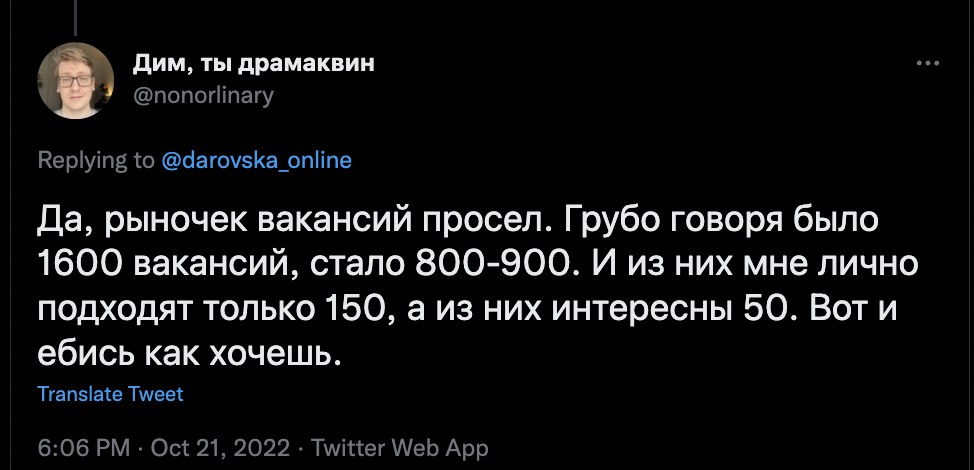 Дим, ты драмаквин
@nonorlinary
Replying to @darovska_online
Да, рыночек вакансий просел. Грубо говоря было
1600 вакансий, стало 800-900. И из них мне лично
подходят только 150, а из них интересны 50. Вот и
ебись как хочешь.
Translate Tweet
6:06 PM · Oct 21, 2022 · Twitter Web App